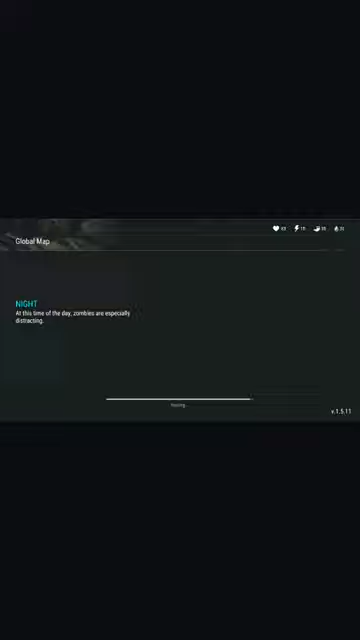 Global Map
NIGHT
At this time of the day, zombies are especially
distracting.
v.1.5.11